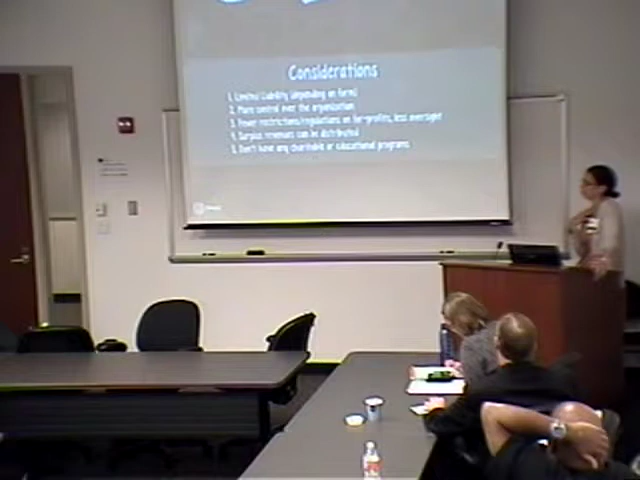 Considerations
1. Limited Liability (depending on form)
2. More control over the organization
3. Fewer restrictions/regulations on for-profits, less oversight
4. Surplus revenues can be distributed
5. Don't have any charitable or educational programs